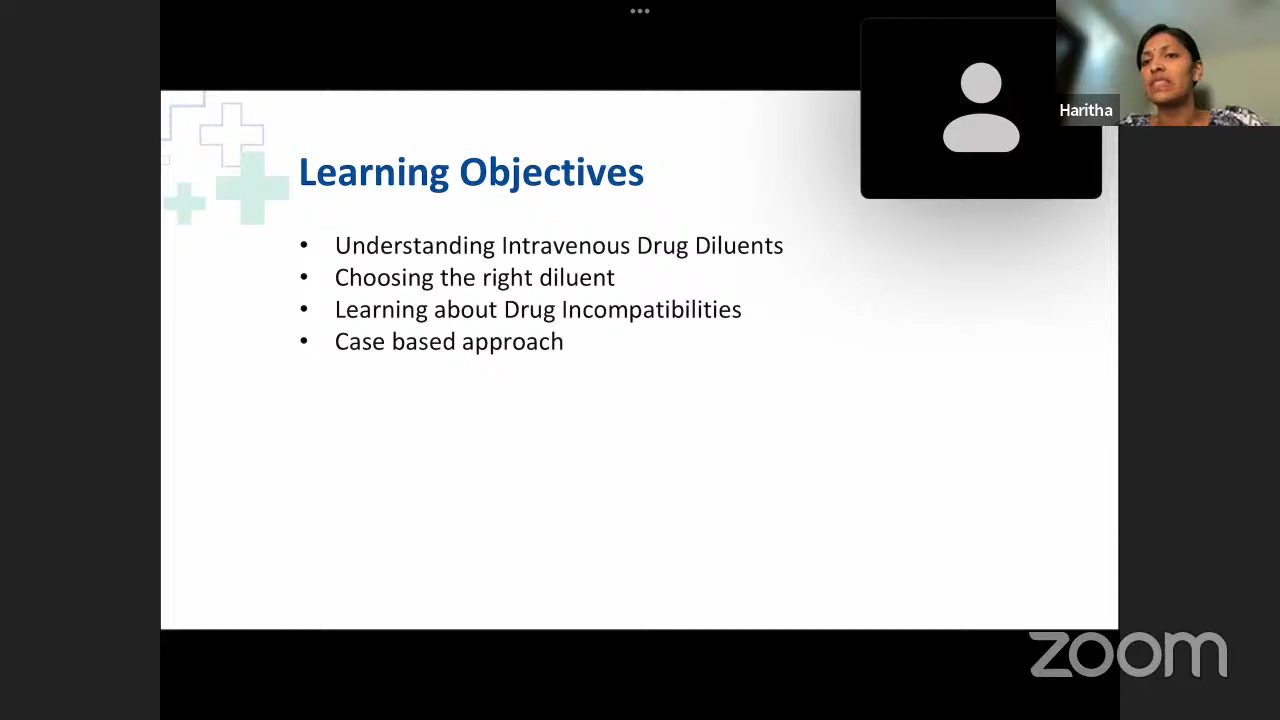 Haritha
Learning Objectives
• Understanding Intravenous Drug Diluents
• Choosing the right diluent
• Learning about Drug Incompatibilities
• Case based approach
zoom